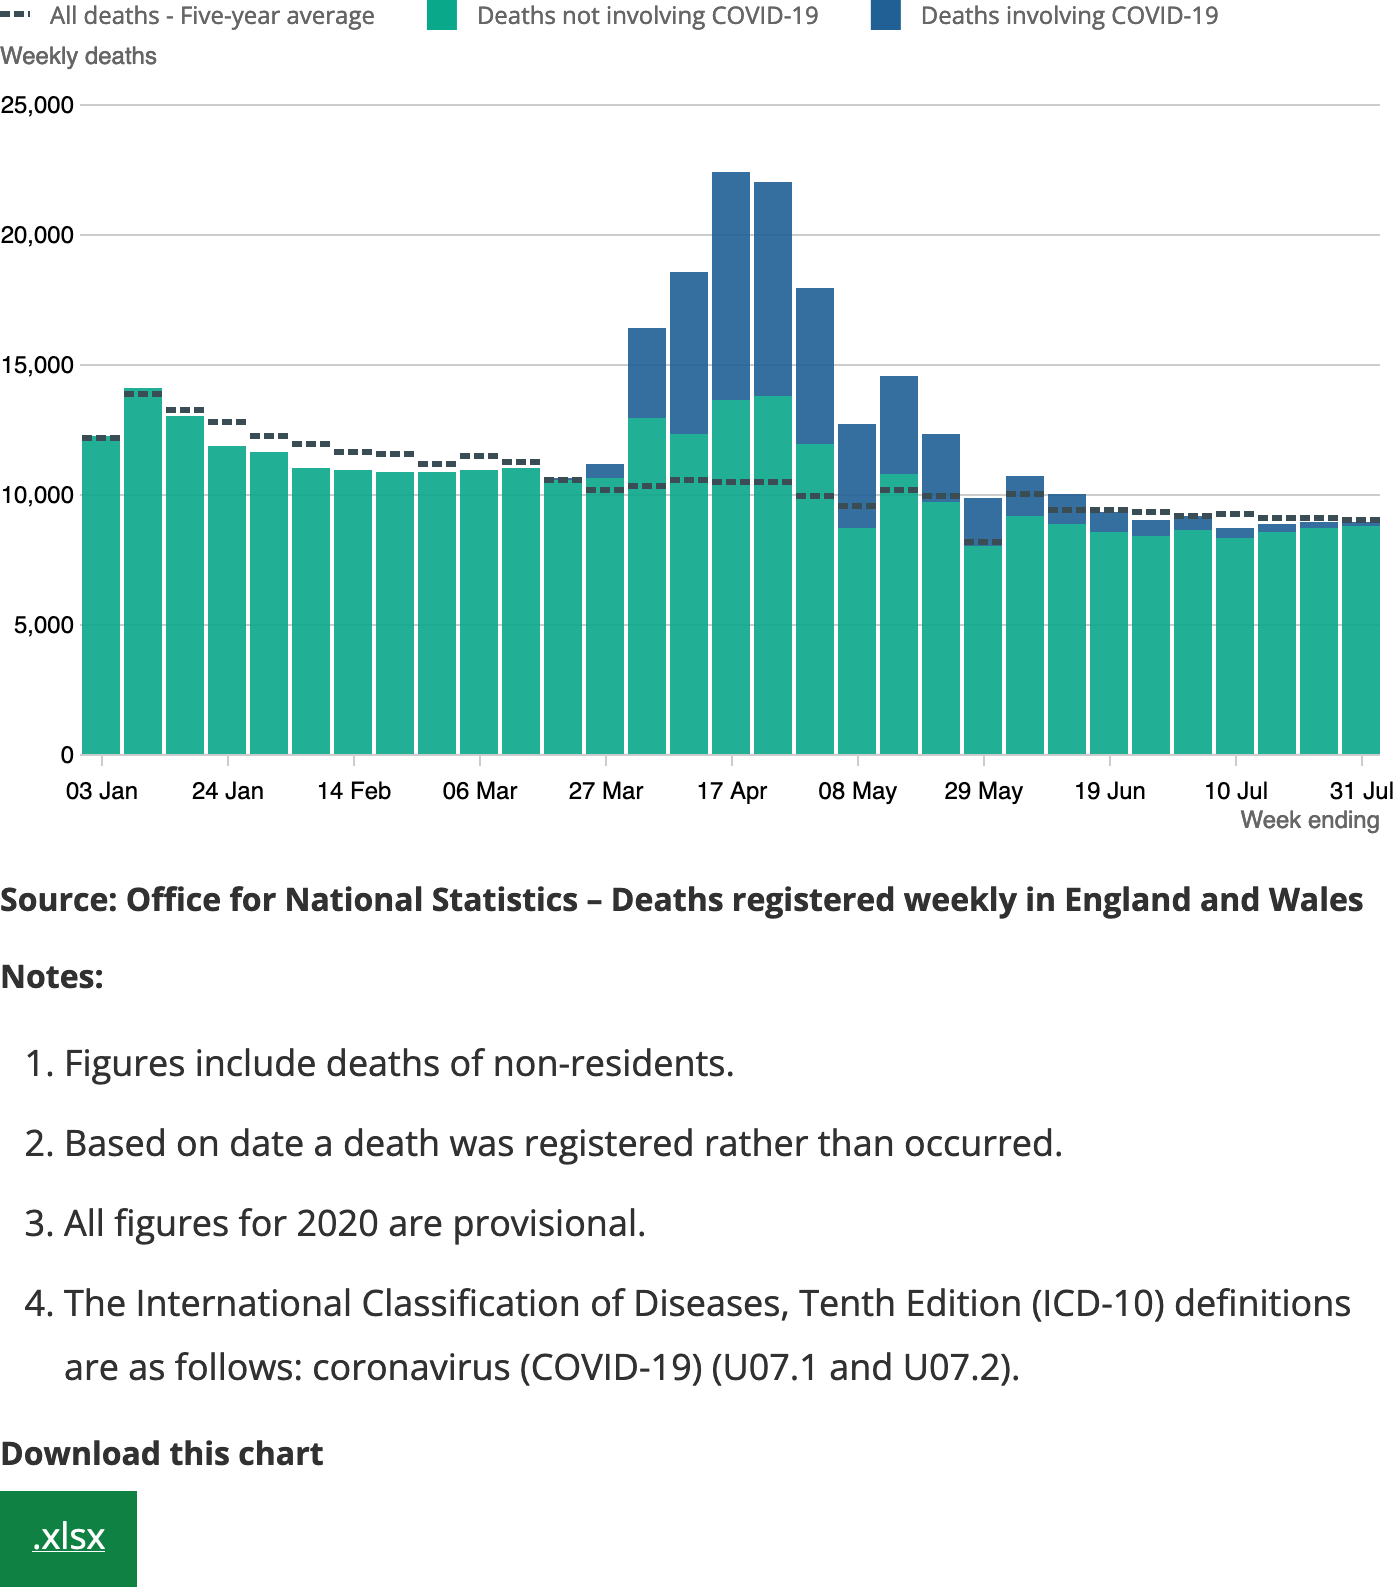 All deaths - Five-year average Deaths not involving COVID-19 Deaths involving COVID-19
Weekly deaths
25,000
20,000
15,000
10,000
5,000
0
03 Jan 24 Jan 14 Feb 06 Mar 27 Mar 17 Apr 08 May 29 May 19 Jun 10 Jul 31 Jul
Week ending
Source: Office for National Statistics – Deaths registered weekly in England and Wales
Notes:
1. Figures include deaths of non-residents.
2. Based on date a death was registered rather than occurred.
3. All figures for 2020 are provisional.
4. The International Classification of Diseases, Tenth Edition (ICD-10) definitions
are as follows: coronavirus (COVID-19) (U07.1 and U07.2).
Download this chart
.xlsx